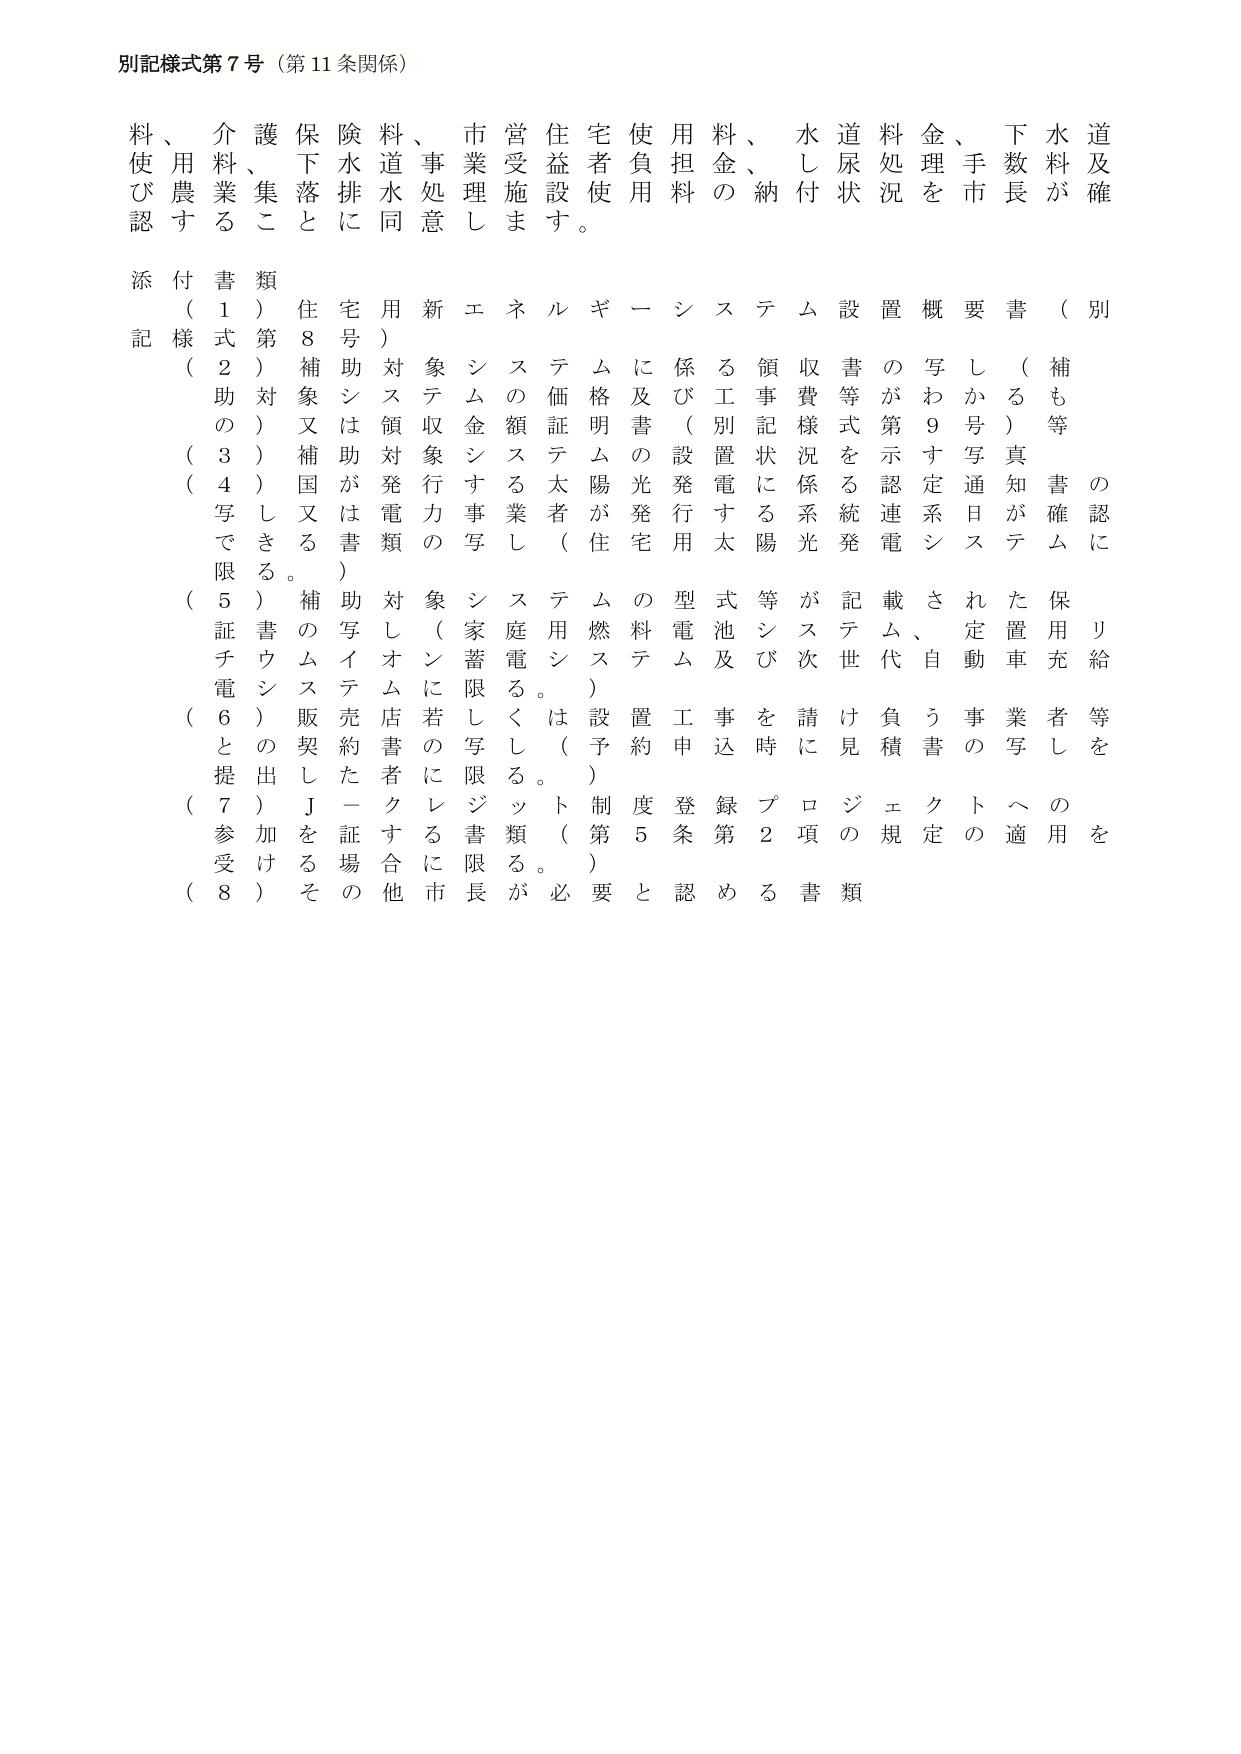 別記様式第７号（第11条関係）
料、介護保険料、市営住宅使用料、水道料金、下水道
使用料、下水道事業受益者負担金、し尿処理手数料及
び農業集落排水処理施設使用料の納付状況を市長が確
認することに同意します。
添付書類
（１）住宅用新エネルギーシステム設置概要書（別
記様式第８号）
（２）補助対象システムに係る領収書の写し（補
助対象システムの価格及び工事費等がわかるも
の）又は領収金額証明書（別記様式第９号）等
（３）補助対象システムの設置状況を示す写真
（４）国が発行する太陽光発電に係る認定通知書の
写し又は電力事業者が発行する系統連系日が確認
できる書類の写し（住宅用太陽光発電システムに
限る。）
（５）補助対象システムの型式等が記載された保
証書の写し（家庭用燃料電池システム、定置用リ
チウムイオン蓄電システム及び次世代自動車充給
電システムに限る。）
（６）販売店若しくは設置工事を請け負う事業者等
との契約書の写し（予約申込時に見積書の写しを
提出した者に限る。）
（７）Ｊ－クレジット制度登録プロジェクトへの
参加を証する書類（第５条第２項の規定の適用を
受ける場合に限る。）
（８）その他市長が必要と認める書類